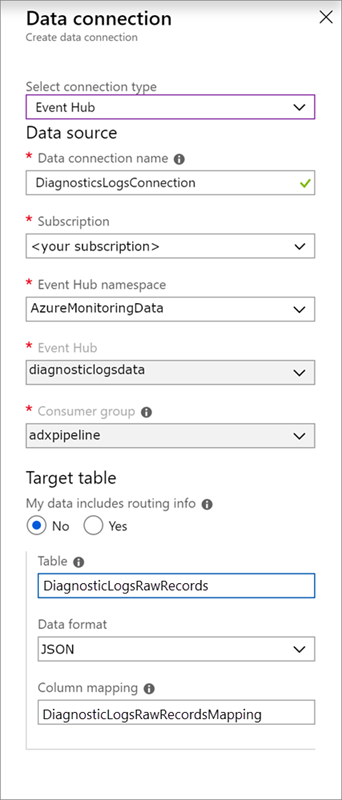 Data connection
Create data connection
Select connection type
Event Hub
Data source
* Data connection name
DiagnosticsLogsConnection
* Subscription
<your subscription>
* Event Hub namespace
AzureMonitoringData
* Event Hub
diagnosticlogsdata
* Consumer group
adxpipeline
Target table
My data includes routing info
No Yes
Table
DiagnosticLogsRawRecords
Data format
JSON
Column mapping
DiagnosticLogsRawRecordsMapping